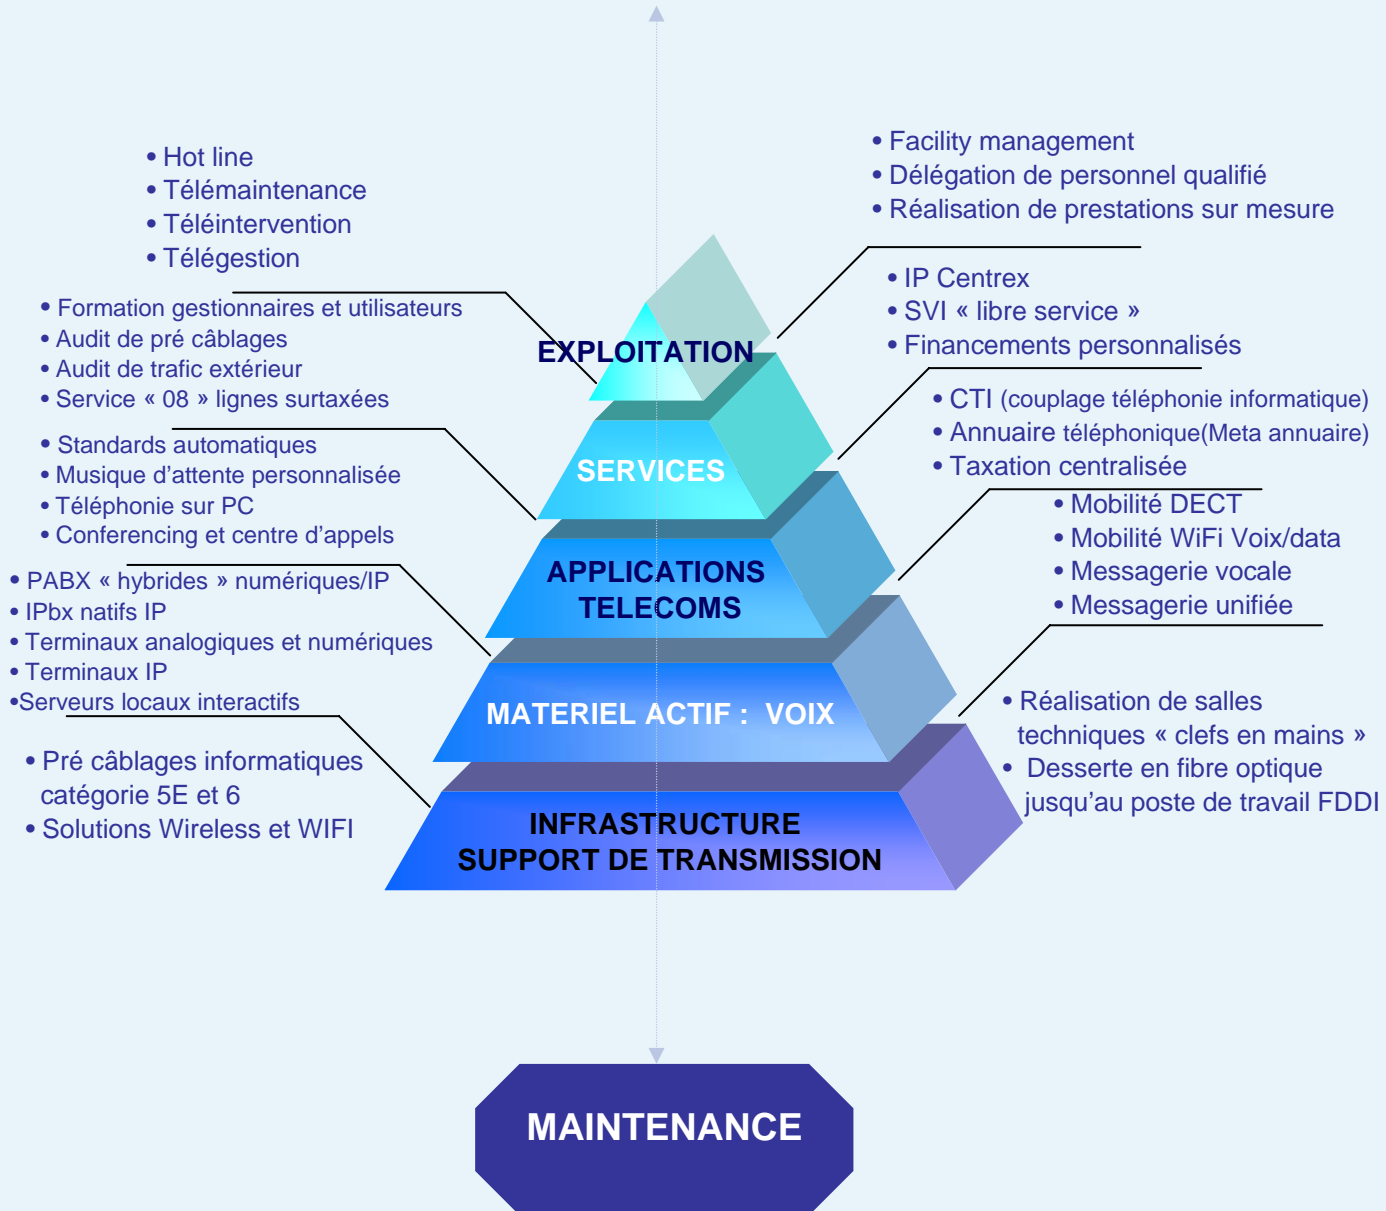 • Hot line
• Télémaintenance
• Téléintervention
• Télégestion
• Facility management
• Délégation de personnel qualifié
• Réalisation de prestations sur mesure
EXPLOITATION
• Formation gestionnaires et utilisateurs
• Audit de pré câblages
• Audit de trafic extérieur
• Service « 08 » lignes surtaxées
• IP Centrex
• SVI « libre service »
• Financements personnalisés
SERVICES
• Standards automatiques
• Musique d'attente personnalisée
• Téléphonie sur PC
• Conferencing et centre d'appels
• CTI (couplage téléphonie informatique)
• Annuaire téléphonique(Meta annuaire)
• Taxation centralisée
APPLICATIONS
TELECOMS
• PABX « hybrides » numériques/IP
• IPbx natifs IP
• Terminaux analogiques et numériques
• Terminaux IP
•Serveurs locaux interactifs
• Mobilité DECT
• Mobilité WiFi Voix/data
• Messagerie vocale
• Messagerie unifiée
MATERIEL ACTIF : VOIX
• Pré câblages informatiques
catégorie 5E et 6
• Solutions Wireless et WIFI
• Réalisation de salles
techniques « clefs en mains »
• Desserte en fibre optique
jusqu'au poste de travail FDDI
INFRASTRUCTURE
SUPPORT DE TRANSMISSION
MAINTENANCE